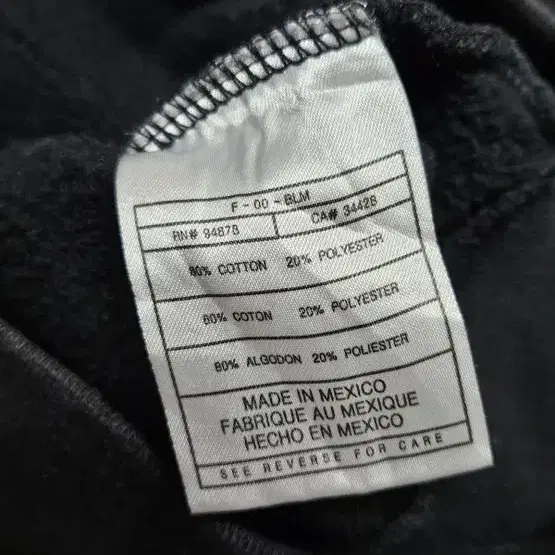 F - 00 - BLM
RN# 94878 CA# 34428
80% COTTON 20% POLYESTER
80% COTON 20% POLYESTER
80% ALGODON 20% POLIESTER
MADE IN MEXICO
FABRIQUE AU MEXIQUE
HECHO EN MEXICO
SEE REVERSE FOR CARE